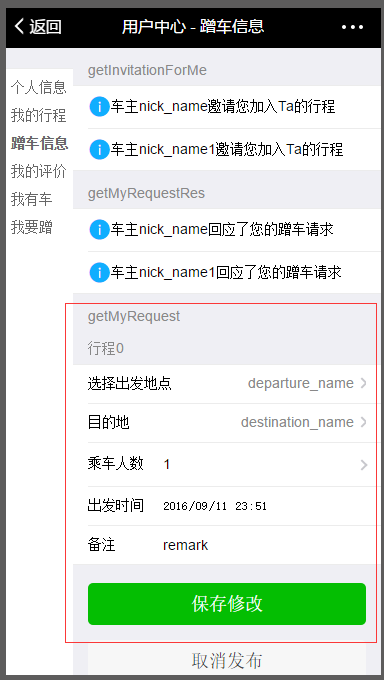 返回
用户中心 - 蹭车信息
•••
个人信息
我的行程
蹭车信息
我的评价
我有车
我要蹭
getInvitationForMe
车主nick_name邀请您加入Ta的行程
车主nick_name1邀请您加入Ta的行程
getMyRequestRes
车主nick_name回应了您的蹭车请求
车主nick_name1回应了您的蹭车请求
getMyRequest
行程0
选择出发地点 departure_name
目的地 destination_name
乘车人数 1
出发时间 2016/09/11 23:51
备注 remark
保存修改
取消发布